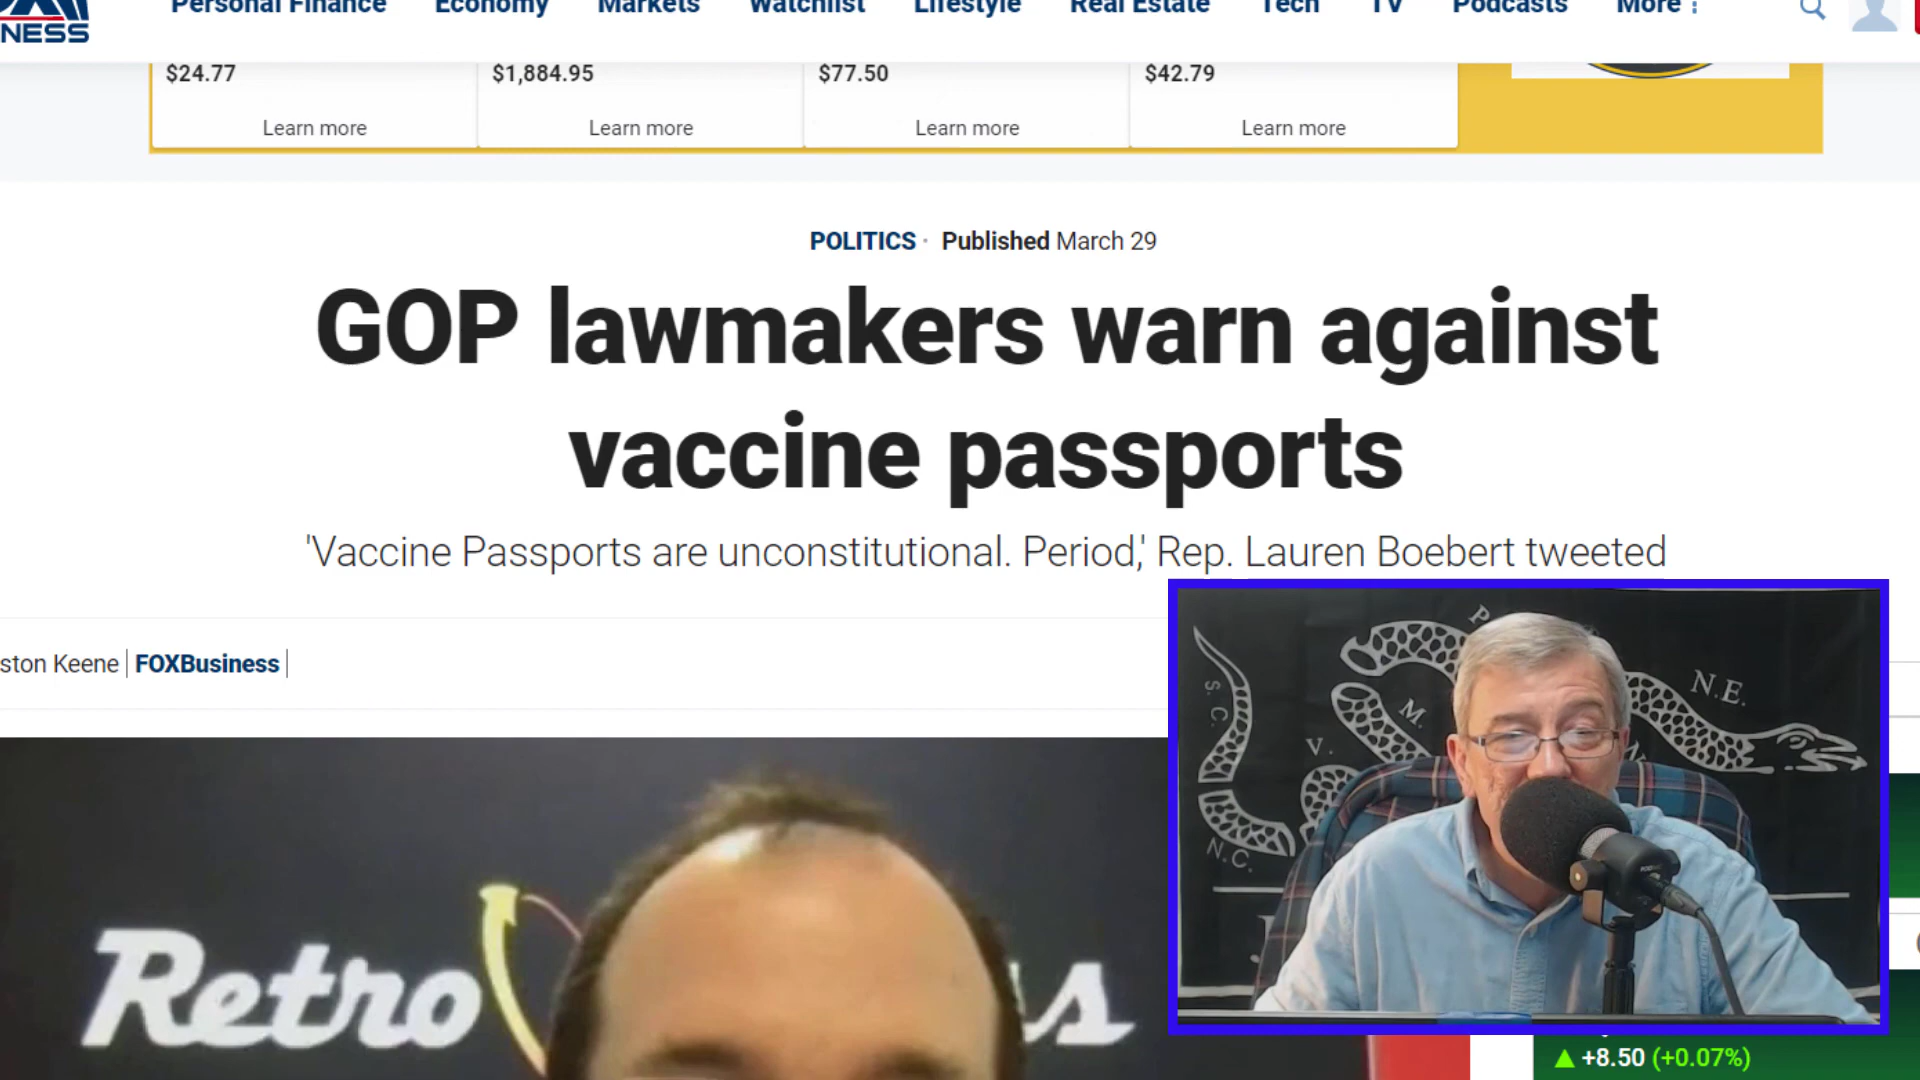 NESS
Personal Finance Economy Markets Watchlist Lifestyle Real Estate Tech TV Podcasts More
$24.77 $1,884.95 $77.50 $42.79
Learn more Learn more Learn more Learn more
POLITICS · Published March 29
GOP lawmakers warn against
vaccine passports
'Vaccine Passports are unconstitutional. Period,' Rep. Lauren Boebert tweeted
ston Keene FOXBusiness
Retro s
S. C.
N.C.
V.
M.
P
N.E.
+8.50 (+0.07%)